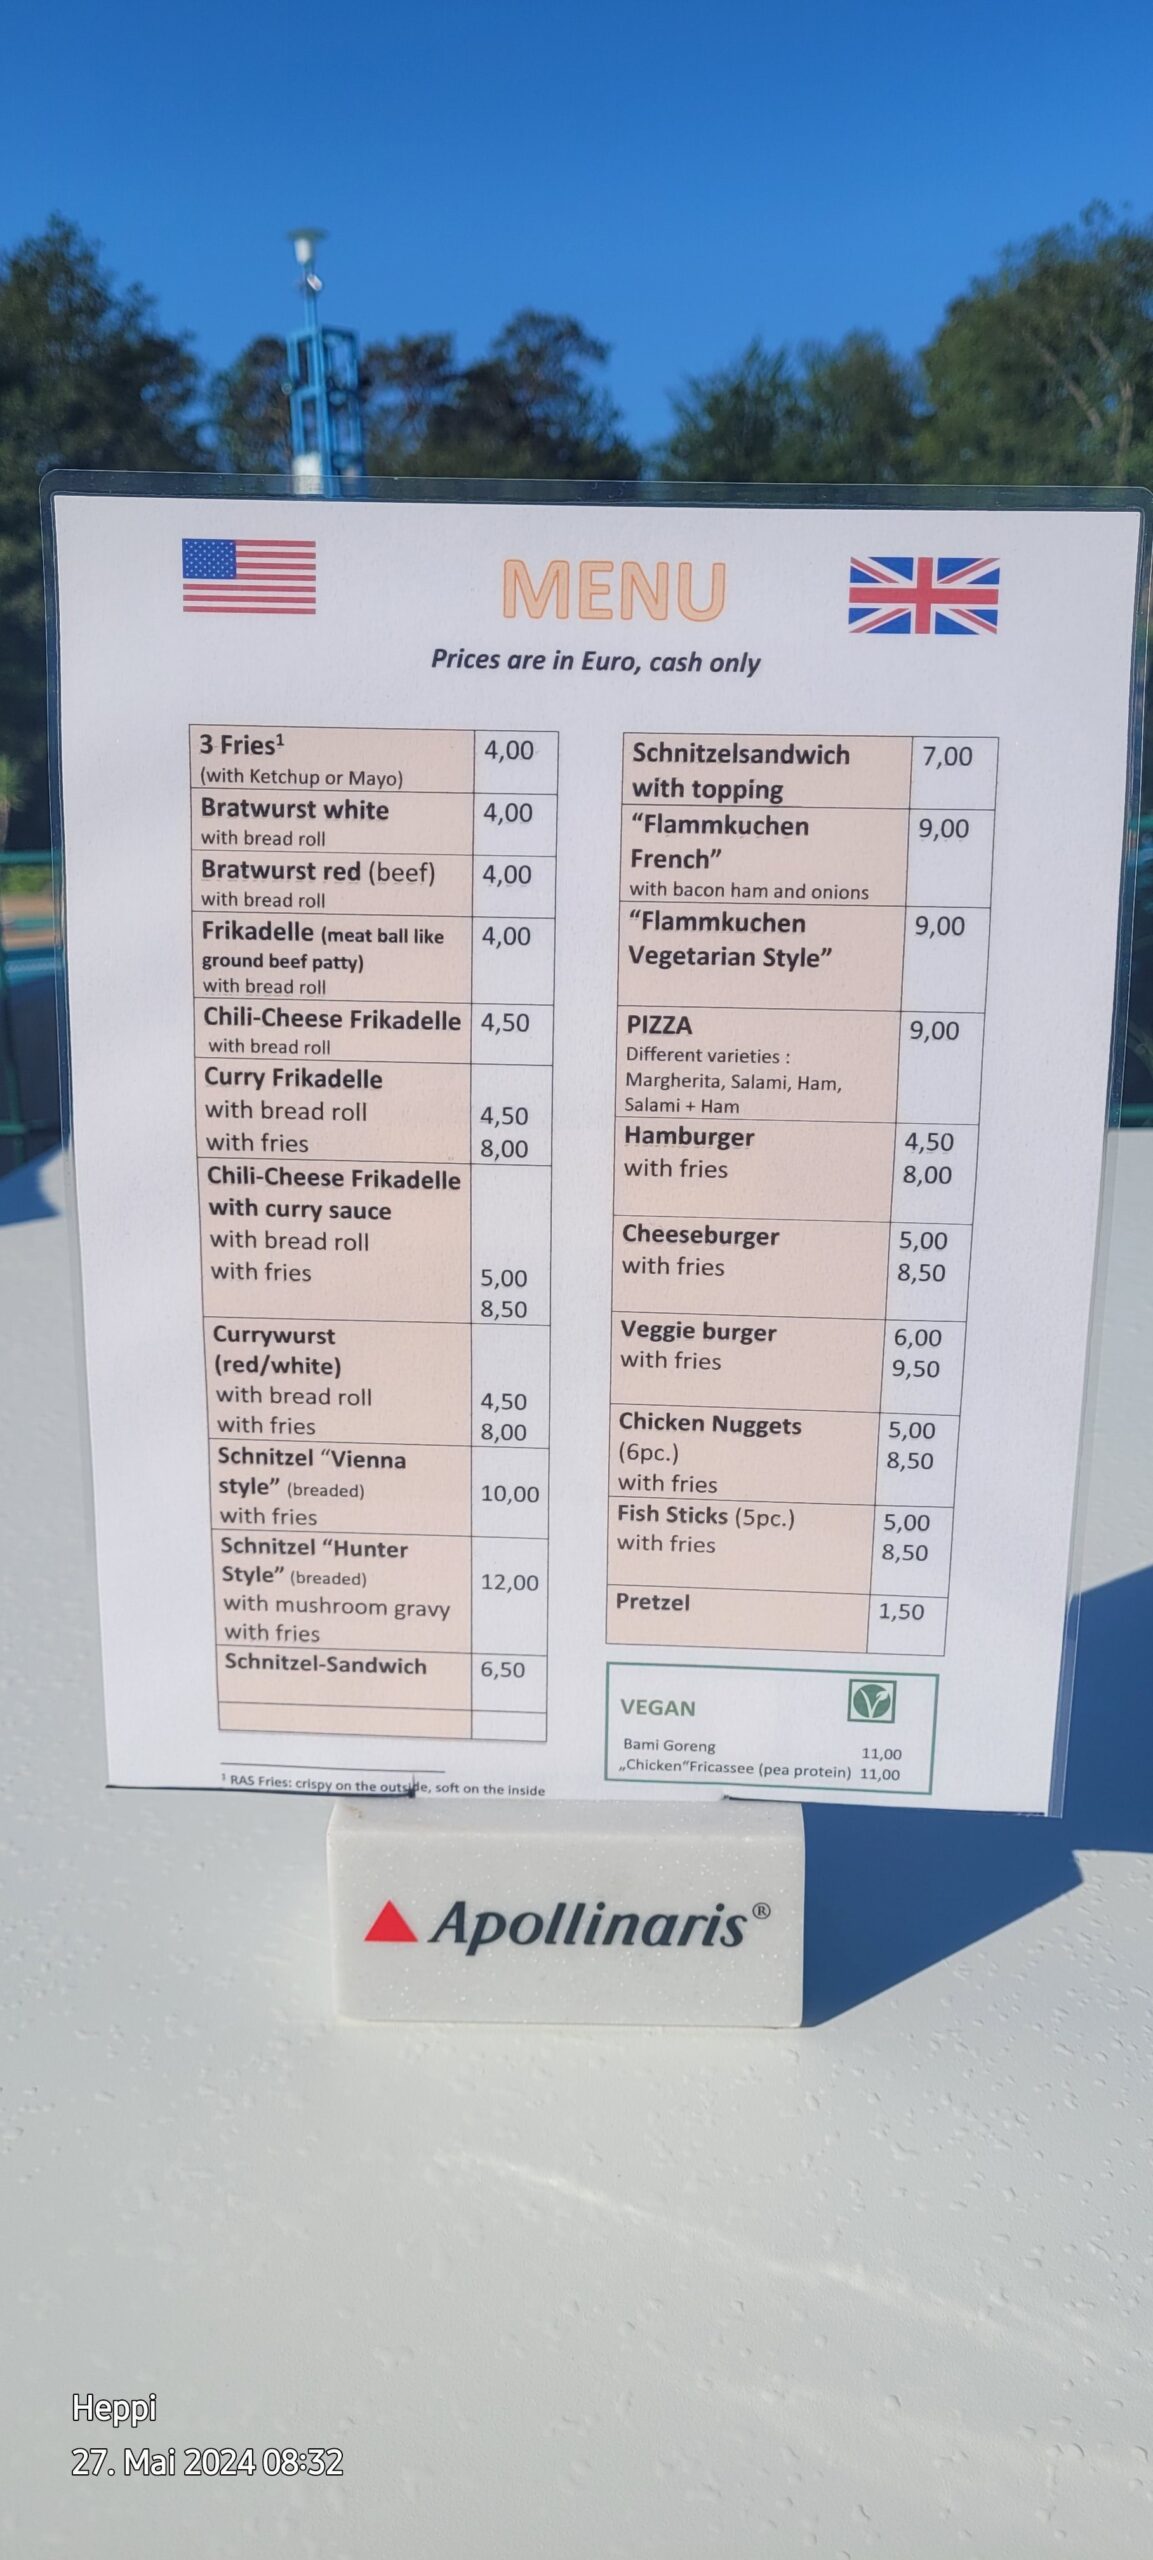 MENU
Prices are in Euro, cash only
3 Fries¹ 4,00
(with Ketchup or Mayo)
Bratwurst white 4,00
with bread roll
Bratwurst red (beef) 4,00
with bread roll
Frikadelle (meat ball like 4,00
ground beef patty)
with bread roll
Chili-Cheese Frikadelle 4,50
with bread roll
Curry Frikadelle
with bread roll 4,50
with fries 8,00
Chili-Cheese Frikadelle
with curry sauce
with bread roll
with fries 5,00
8,50
Currywurst
(red/white)
with bread roll 4,50
with fries 8,00
Schnitzel “Vienna
style” (breaded) 10,00
with fries
Schnitzel “Hunter
Style” (breaded) 12,00
with mushroom gravy
with fries
Schnitzel-Sandwich 6,50
¹ RAS Fries: crispy on the outside, soft on the inside
Schnitzelsandwich 7,00
with topping
“Flammkuchen 9,00
French”
with bacon ham and onions
“Flammkuchen 9,00
Vegetarian Style”
PIZZA 9,00
Different varieties :
Margherita, Salami, Ham,
Salami + Ham
Hamburger 4,50
with fries 8,00
Cheeseburger 5,00
with fries 8,50
Veggie burger 6,00
with fries 9,50
Chicken Nuggets 5,00
(6pc.) 8,50
with fries
Fish Sticks (5pc.) 5,00
with fries 8,50
Pretzel 1,50
VEGAN
Bami Goreng 11,00
„Chicken“Fricassee (pea protein) 11,00
Apollinaris®
Heppi
27. Mai 2024 08:32